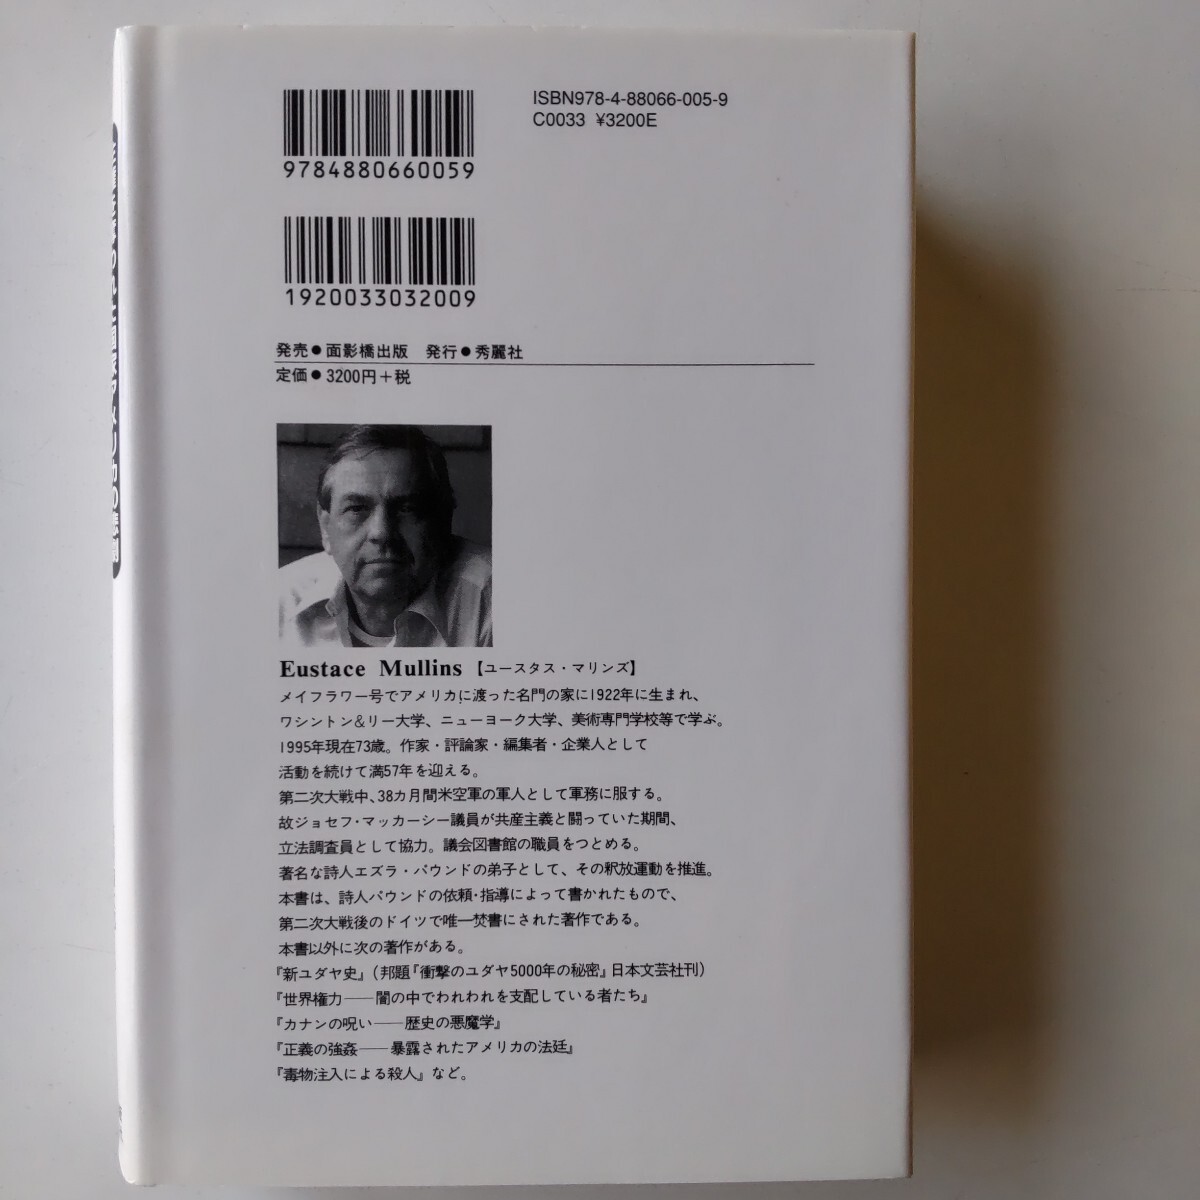 ISBN978-4-88066-005-9
C0033 ¥3200E
9784880660059
1920033032009
発売●面影橋出版 発行●秀麗社
定価●3200円+税
Eustace Mullins【ユースタス・マリンズ】
メイフラワー号でアメリカに渡った名門の家に1922年に生まれ、
ワシントン&リー大学、ニューヨーク大学、美術専門学校等で学ぶ。
1995年現在73歳。作家・評論家・編集者・企業人として
活動を続けて満57年を迎える。
第二次大戦中、38カ月間米空軍の軍人として軍務に服する。
故ジョセフ・マッカーシー議員が共産主義と闘っていた期間、
立法調査員として協力。議会図書館の職員をつとめる。
著名な詩人エズラ・パウンドの弟子として、その釈放運動を推進。
本書は、詩人パウンドの依頼・指導によって書かれたもので、
第二次大戦後のドイツで唯一焚書にされた著作である。
本書以外に次の著作がある。
『新ユダヤ史』(邦題『衝撃のユダヤ5000年の秘密』日本文芸社刊)
『世界権力――闇の中でわれわれを支配している者たち』
『カナンの呪い――歴史の悪魔学』
『正義の強姦――暴露されたアメリカの法廷』
『毒物注入による殺人』など。